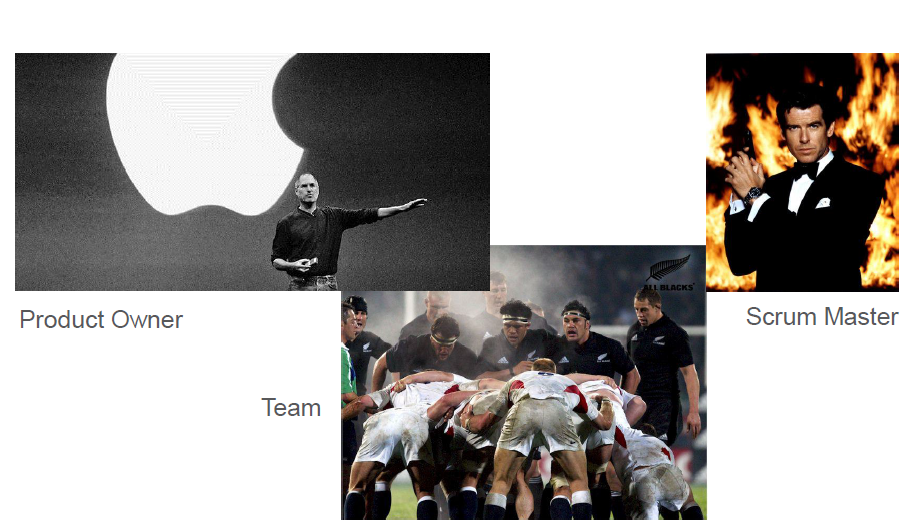 ALL BLACKS
Product Owner
Scrum Master
Team